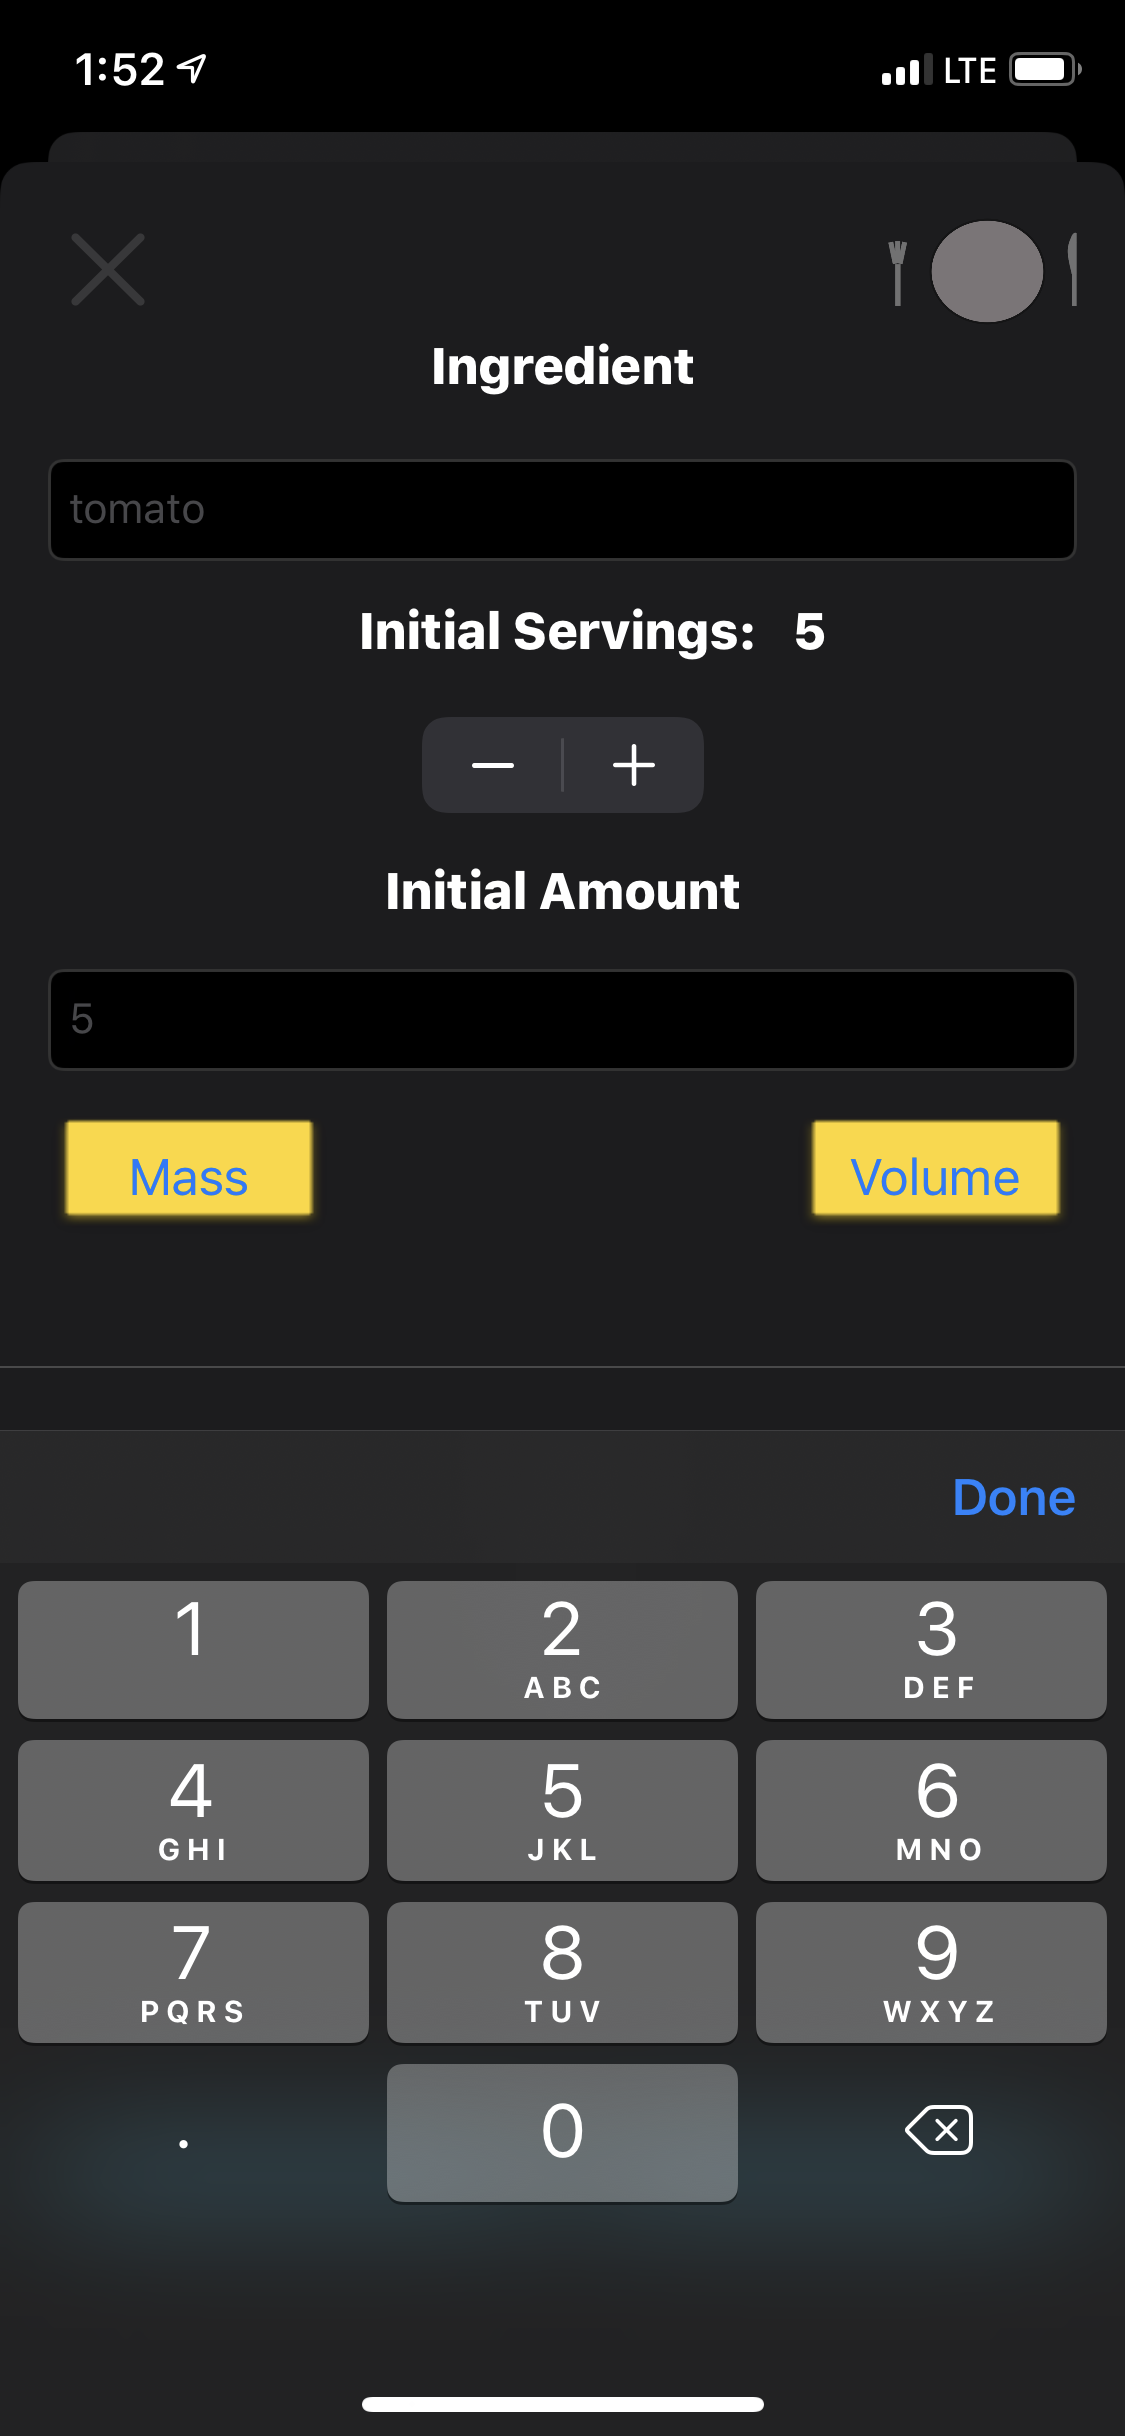 1:52 LTE
Ingredient
tomato
Initial Servings: 5
Initial Amount
5
Mass Volume
Done
1 2 3
ABC DEF
4 5 6
GHI JKL MNO
7 8 9
PQRS TUV WXYZ
. 0